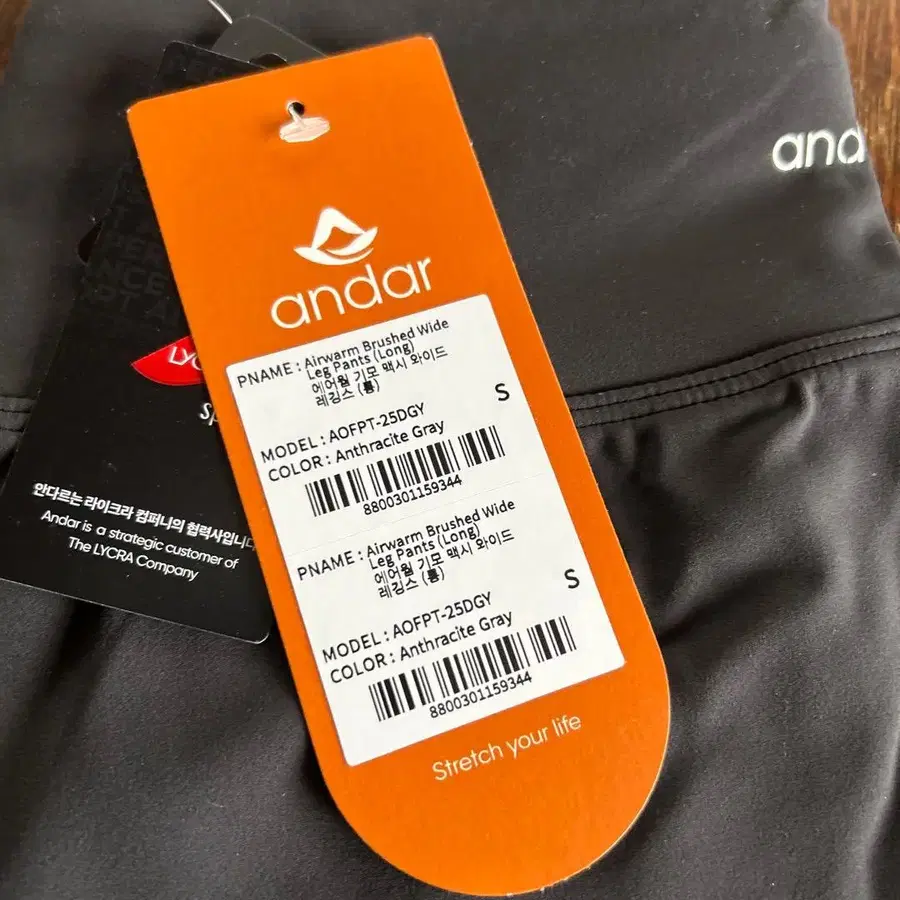 andar
PNAME : Airwarm Brushed Wide
Leg Pants (Long)
에어웜 기모 맥시 와이드
레깅스 (롱)
S
MODEL : AOFPT-25DGY
COLOR : Anthracite Gray
8800301159344
PNAME : Airwarm Brushed Wide
Leg Pants (Long)
에어웜 기모 맥시 와이드
레깅스 (롱)
S
MODEL : AOFPT-25DGY
COLOR : Anthracite Gray
8800301159344
Stretch your life
anda
LYC
sp
안다르는 라이크라 컴퍼니의 협력사입니다
Andar is a strategic customer of
The LYCRA Company